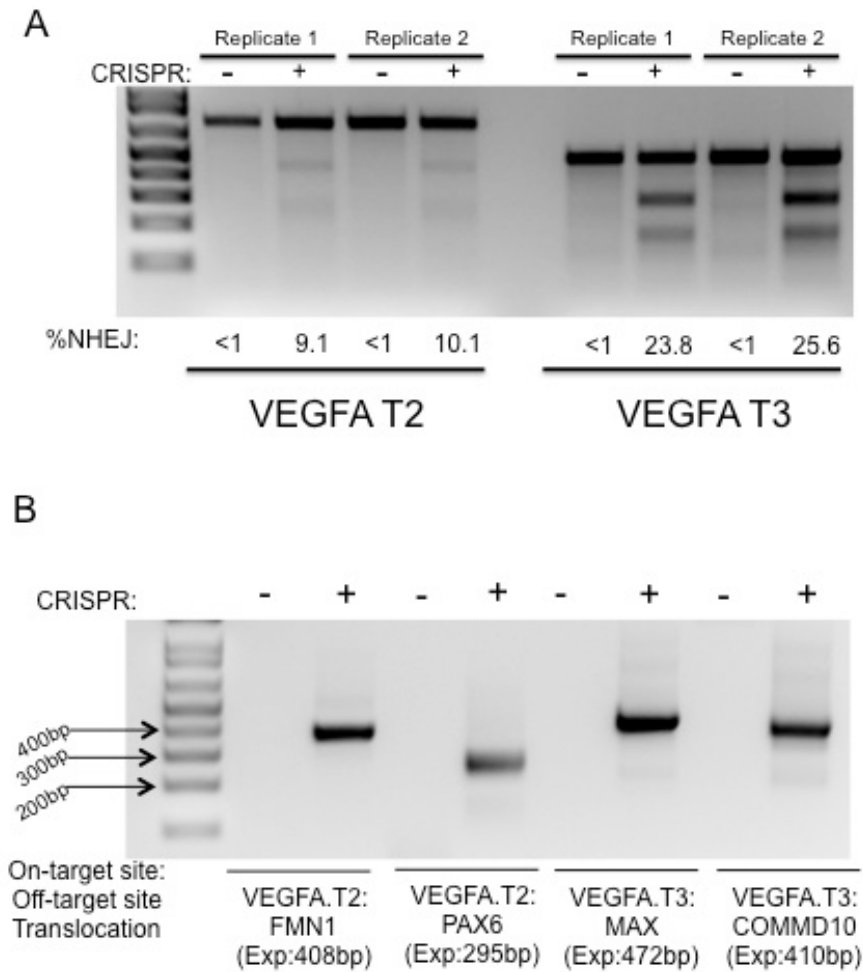 A
Replicate 1 Replicate 2 Replicate 1 Replicate 2
CRISPR: - + - + - + - +
%NHEJ: <1 9.1 <1 10.1 <1 23.8 <1 25.6
VEGFA T2 VEGFA T3
B
CRISPR: - + - + - + - +
400bp
300bp
200bp
On-target site:
Off-target site
Translocation
VEGFA.T2:
FMN1
(Exp:408bp)
VEGFA.T2:
PAX6
(Exp:295bp)
VEGFA.T3:
MAX
(Exp:472bp)
VEGFA.T3:
COMMD10
(Exp:410bp)